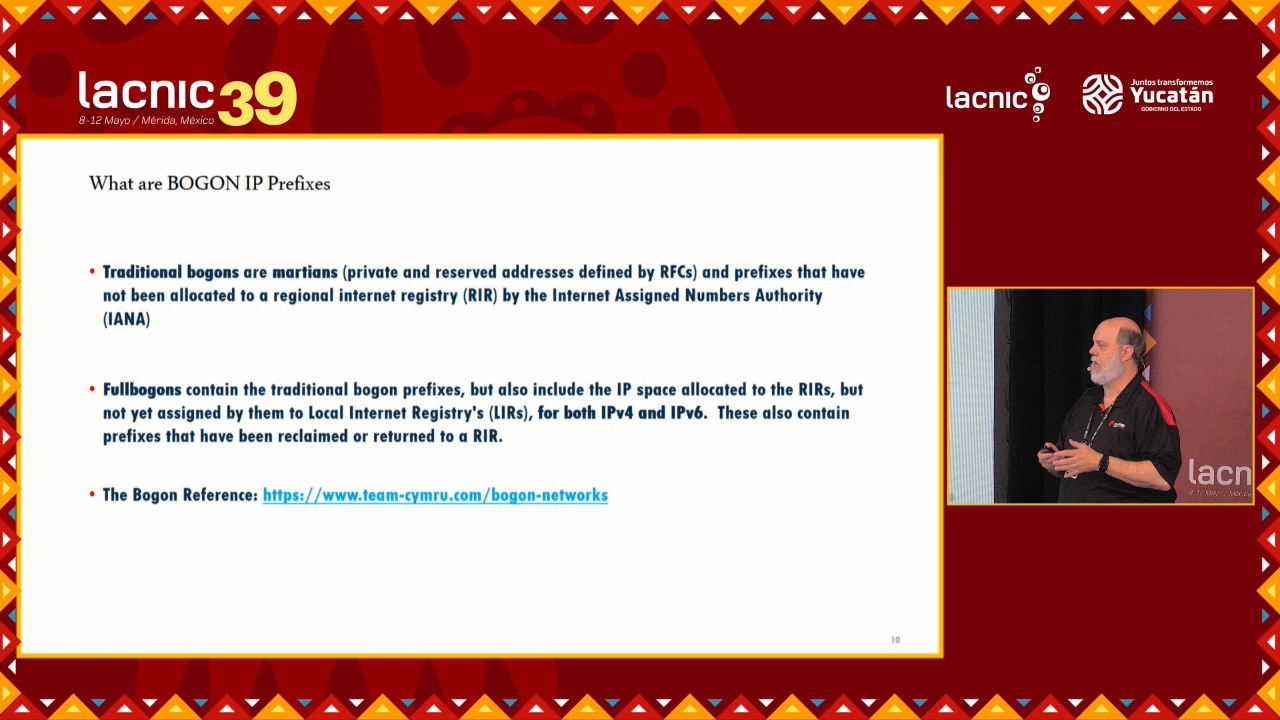 lacnic 39
8-12 Mayo / Mérida, México
lacnic
Juntos transformemos
Yucatán
GOBIERNO DEL ESTADO
What are BOGON IP Prefixes
• Traditional bogons are martians (private and reserved addresses defined by RFCs) and prefixes that have
not been allocated to a regional internet registry (RIR) by the Internet Assigned Numbers Authority
(IANA)
• Fullbogons contain the traditional bogon prefixes, but also include the IP space allocated to the RIRs, but
not yet assigned by them to Local Internet Registry's (LIRs), for both IPv4 and IPv6. These also contain
prefixes that have been reclaimed or returned to a RIR.
• The Bogon Reference: https://www.team-cymru.com/bogon-networks
10
lacn